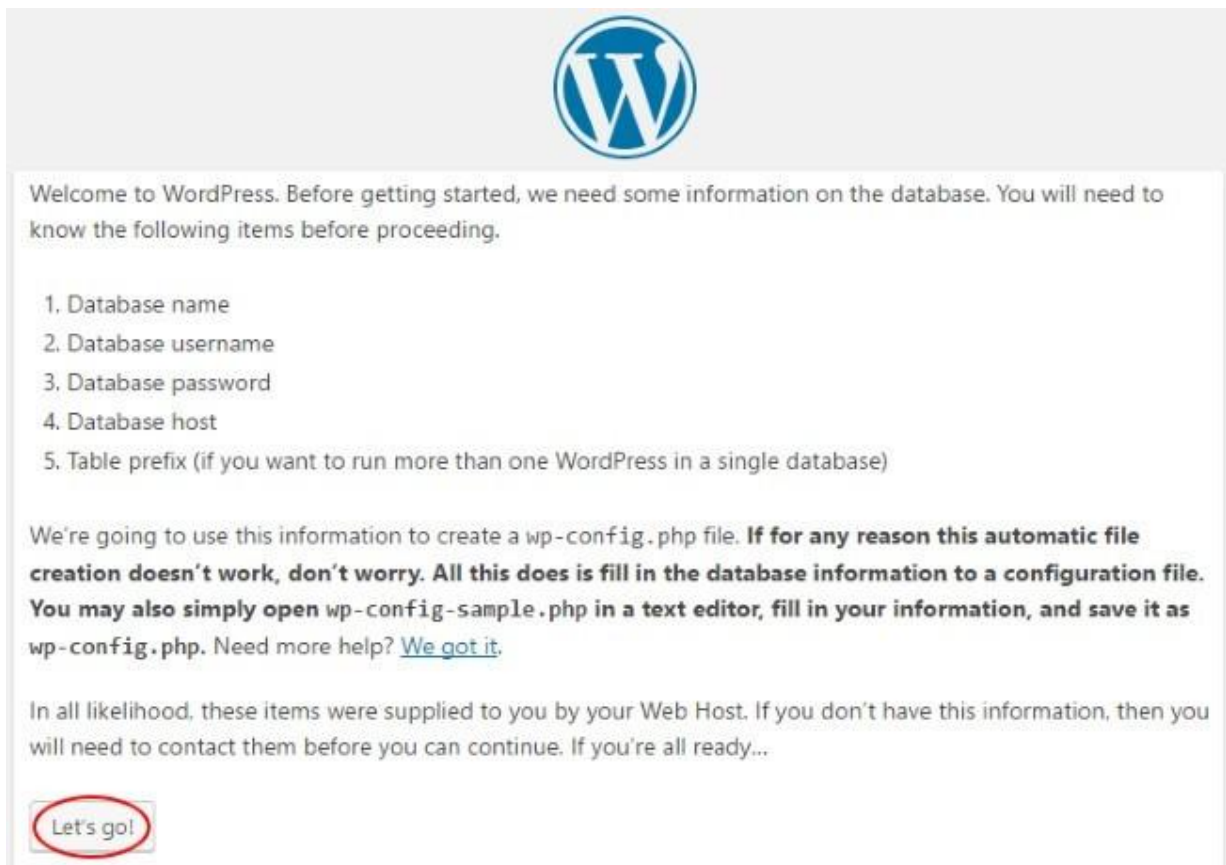 W
Welcome to WordPress. Before getting started, we need some information on the database. You will need to
know the following items before proceeding.
1. Database name
2. Database username
3. Database password
4. Database host
5. Table prefix (if you want to run more than one WordPress in a single database)
We're going to use this information to create a wp-config.php file. If for any reason this automatic file
creation doesn't work, don't worry. All this does is fill in the database information to a configuration file.
You may also simply open wp-config-sample.php in a text editor, fill in your information, and save it as
wp-config.php. Need more help? We got it.
In all likelihood, these items were supplied to you by your Web Host. If you don't have this information, then you
will need to contact them before you can continue. If you're all ready...
Let's go!